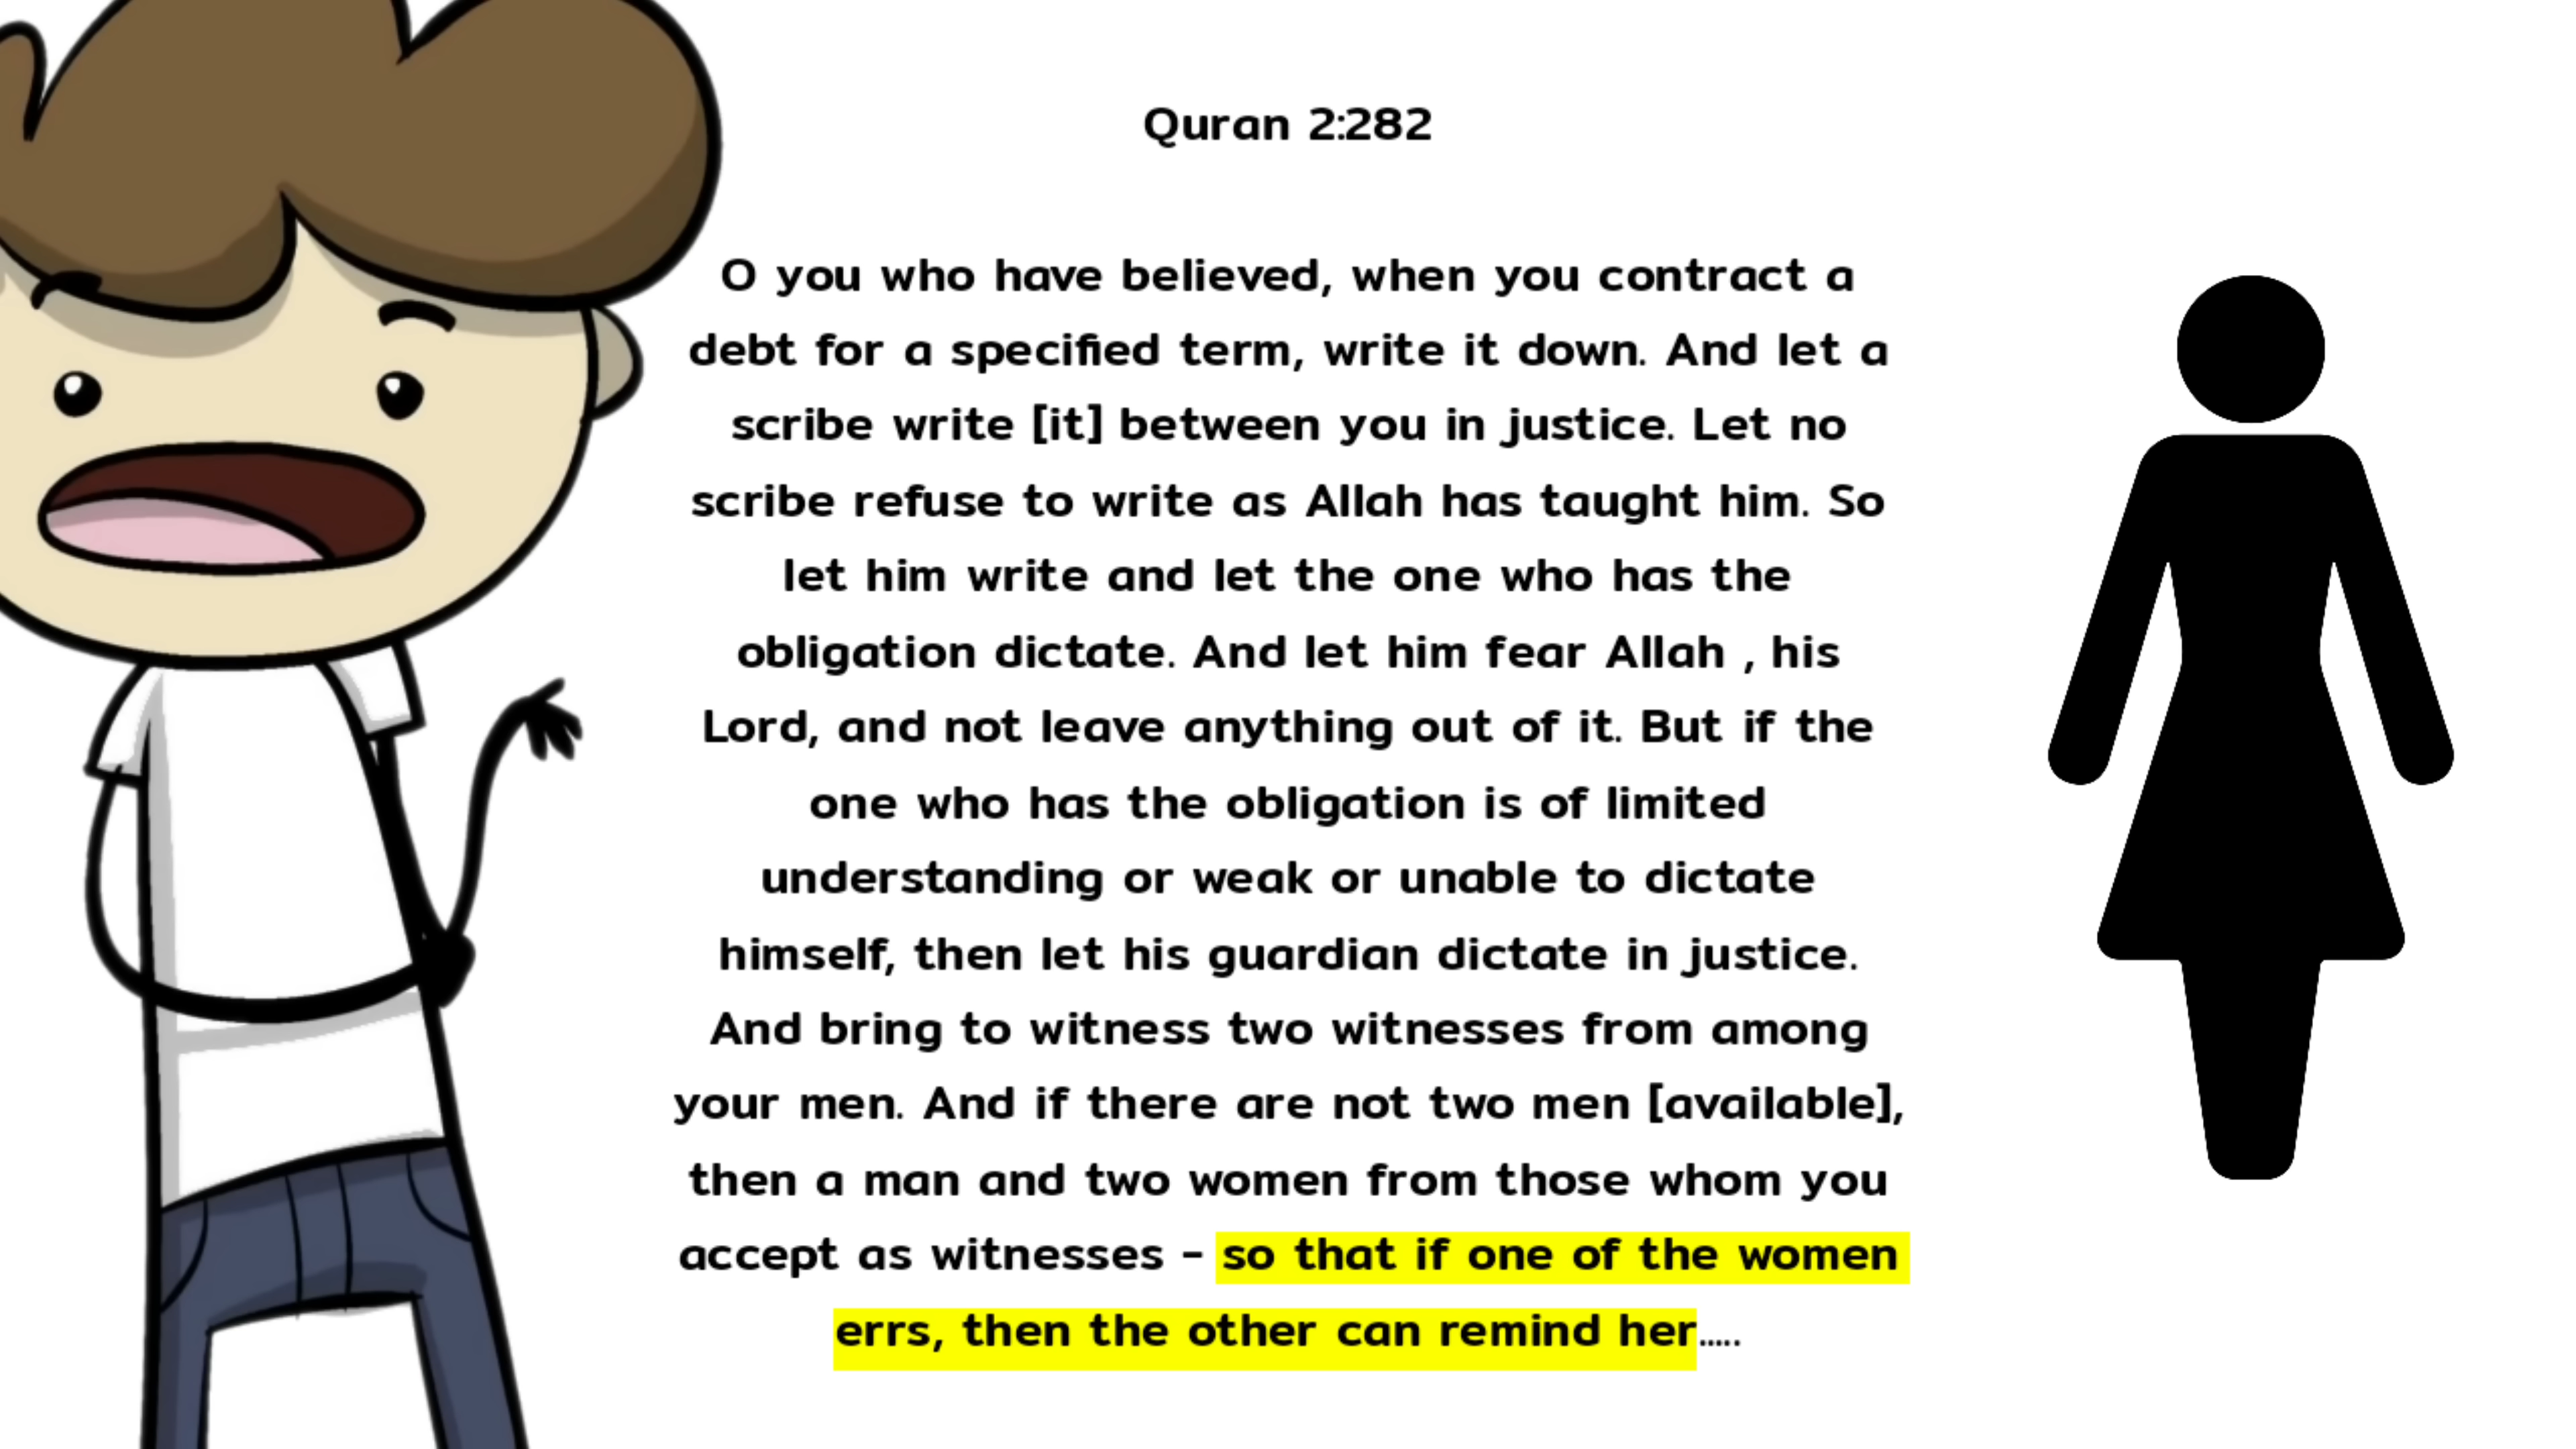 Quran 2:282
O you who have believed, when you contract a
debt for a specified term, write it down. And let a
scribe write [it] between you in justice. Let no
scribe refuse to write as Allah has taught him. So
let him write and let the one who has the
obligation dictate. And let him fear Allah , his
Lord, and not leave anything out of it. But if the
one who has the obligation is of limited
understanding or weak or unable to dictate
himself, then let his guardian dictate in justice.
And bring to witness two witnesses from among
your men. And if there are not two men [available],
then a man and two women from those whom you
accept as witnesses - so that if one of the women
errs, then the other can remind her.....